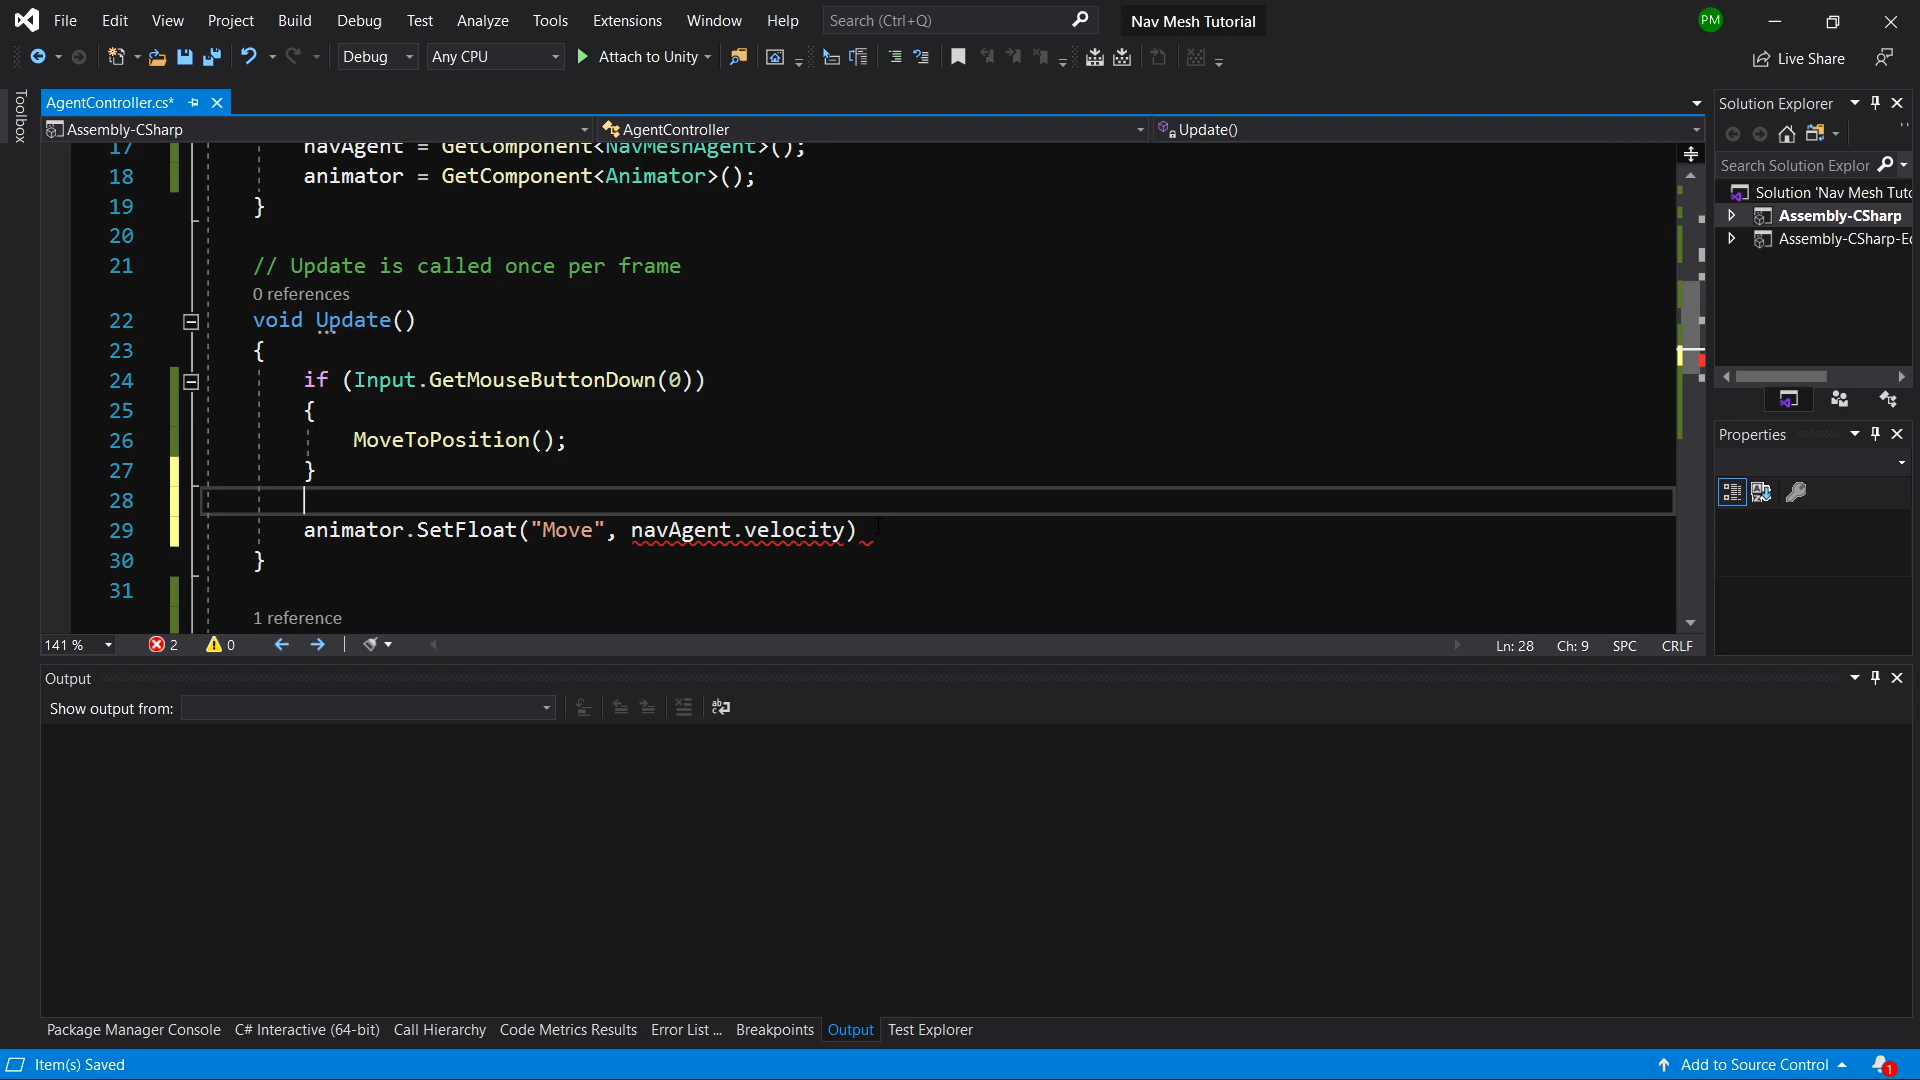 File Edit View Project Build Debug Test Analyze Tools Extensions Window Help Search (Ctrl+Q) Nav Mesh Tutorial PM
Debug Any CPU Attach to Unity Live Share
Toolbox
AgentController.cs* Solution Explorer
Assembly-CSharp AgentController Update()
17 navAgent = GetComponent<NavMeshAgent>();
18 animator = GetComponent<Animator>();
19 }
20
21 // Update is called once per frame
0 references
22 void Update()
23 {
24 if (Input.GetMouseButtonDown(0))
25 {
26 MoveToPosition();
27 }
28
29 animator.SetFloat("Move", navAgent.velocity)
30 }
31
1 reference
141 % 2 0 Ln: 28 Ch: 9 SPC CRLF
Search Solution Explor
Solution 'Nav Mesh Tuto
Assembly-CSharp
Assembly-CSharp-Ec
Properties
Output
Show output from:
Package Manager Console C# Interactive (64-bit) Call Hierarchy Code Metrics Results Error List ... Breakpoints Output Test Explorer
Item(s) Saved Add to Source Control 1